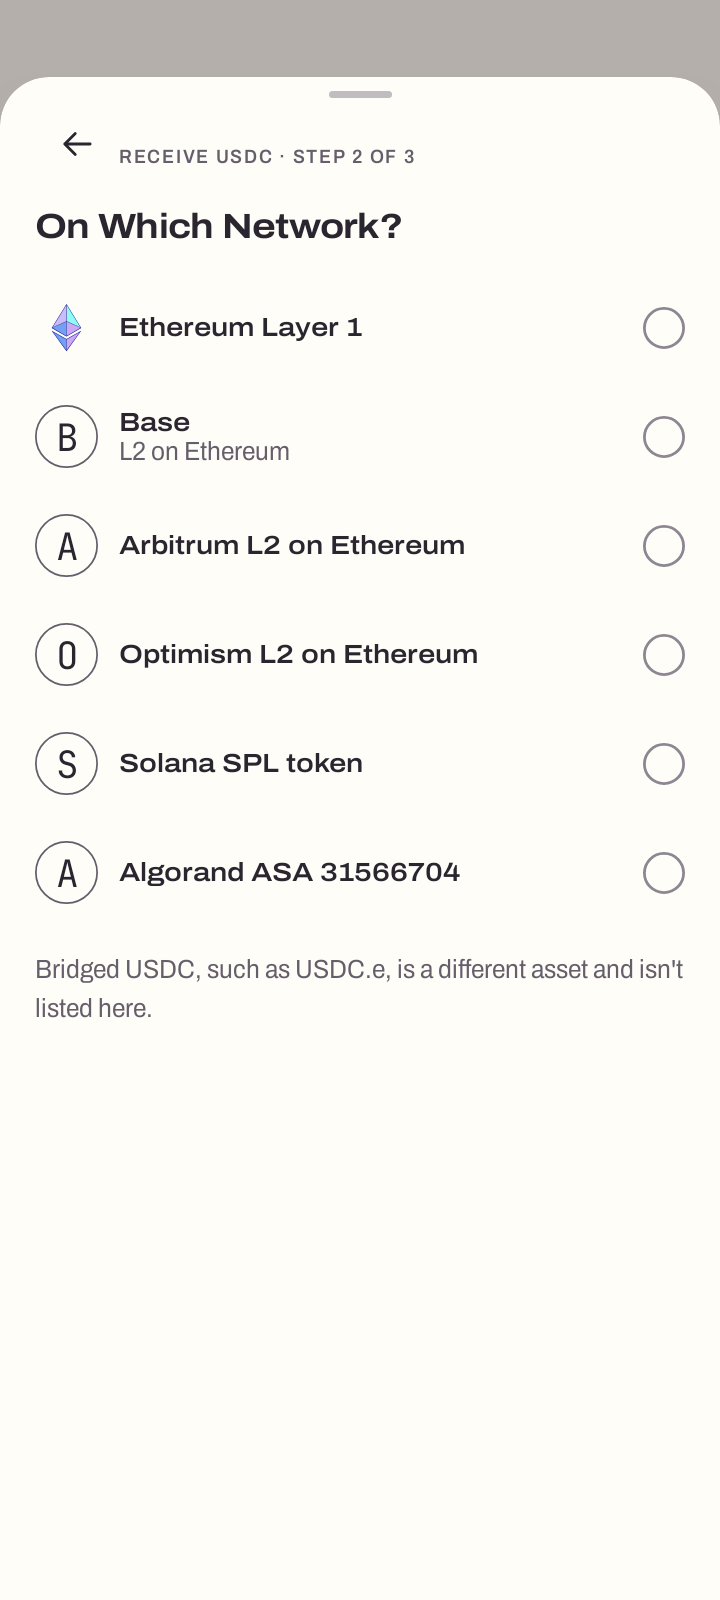 RECEIVE USDC · STEP 2 OF 3
On Which Network?
Ethereum Layer 1
B
Base
L2 on Ethereum
A
Arbitrum L2 on Ethereum
O
Optimism L2 on Ethereum
S
Solana SPL token
A
Algorand ASA 31566704
Bridged USDC, such as USDC.e, is a different asset and isn't
listed here.